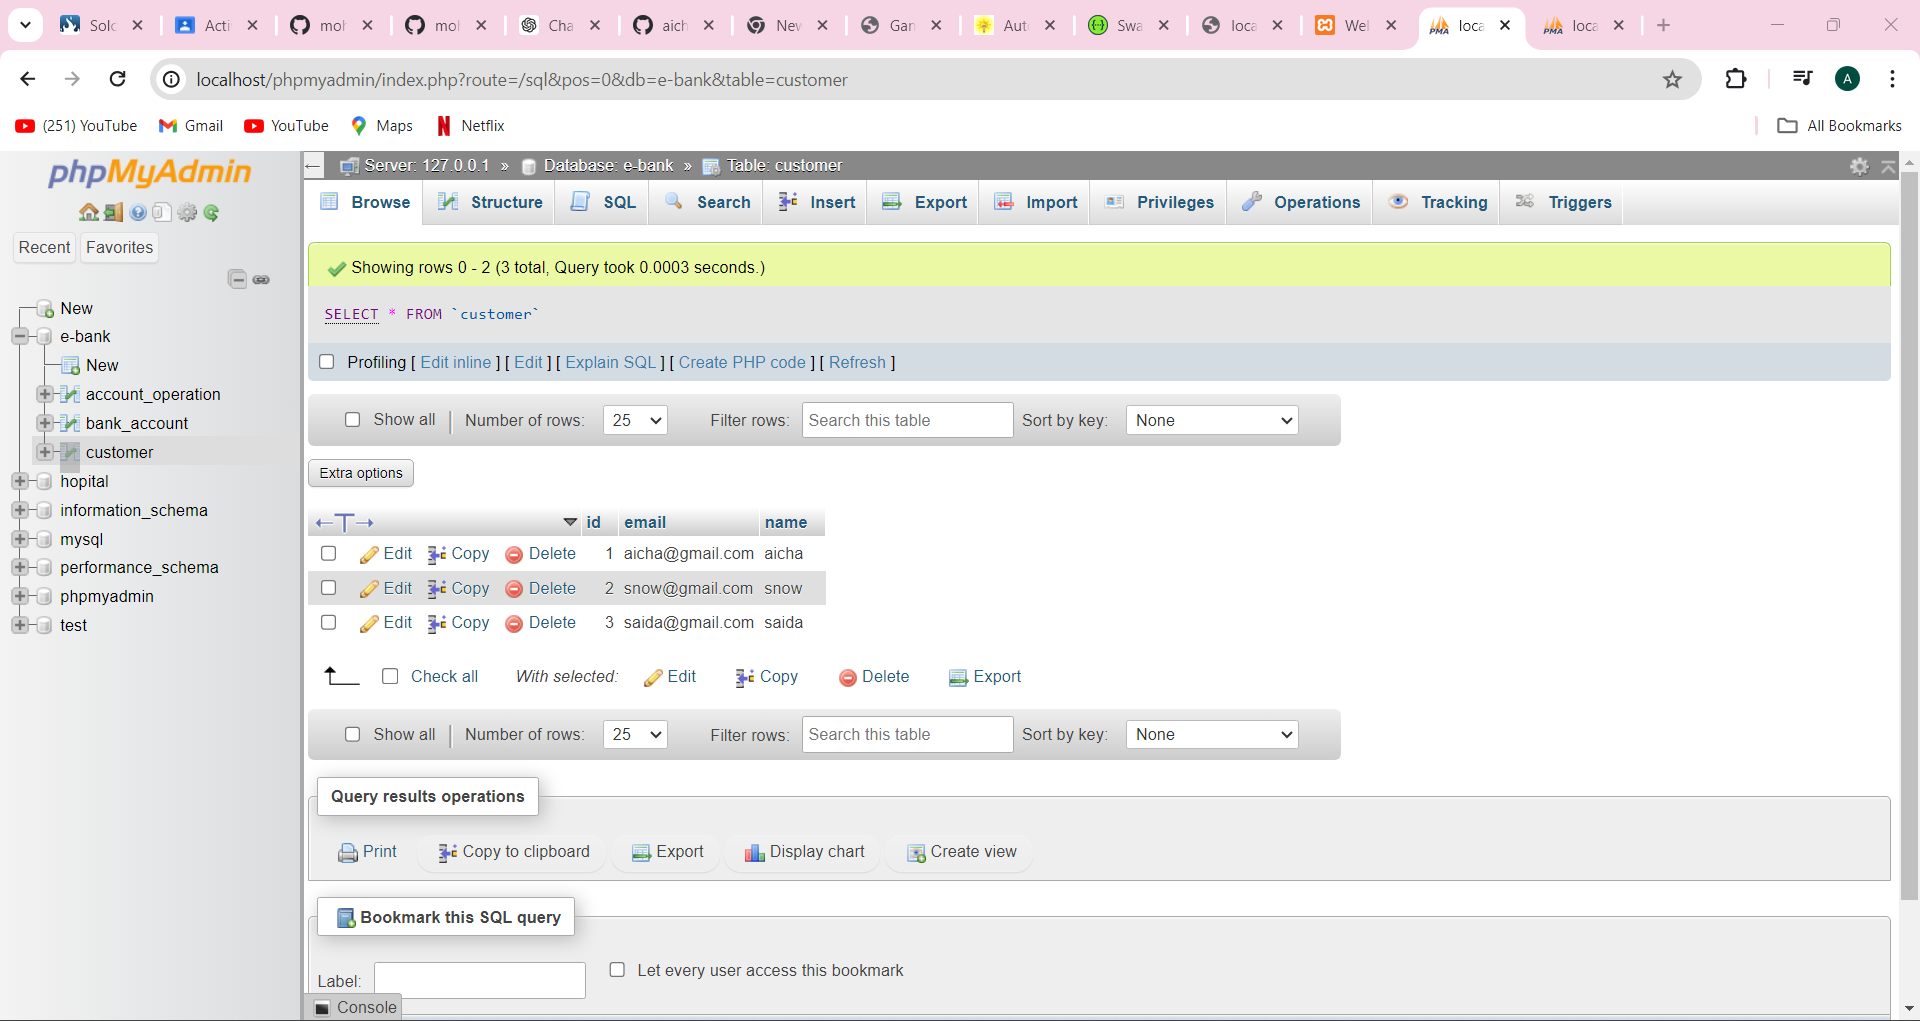 Solo
Acti
moh
moh
Cha
aich
New
Gan
Auto
Swa
loca
Wel
loca
loca
localhost/phpmyadmin/index.php?route=/sql&pos=0&db=e-bank&table=customer
A
(251) YouTube
Gmail
YouTube
Maps
Netflix
All Bookmarks
phpMyAdmin
Recent
Favorites
New
e-bank
New
account_operation
bank_account
customer
hopital
information_schema
mysql
performance_schema
phpmyadmin
test
Server: 127.0.0.1 » Database: e-bank » Table: customer
Browse Structure SQL Search Insert Export Import Privileges Operations Tracking Triggers
Showing rows 0 - 2 (3 total, Query took 0.0003 seconds.)
SELECT * FROM `customer`
Profiling [ Edit inline ] [ Edit ] [ Explain SQL ] [ Create PHP code ] [ Refresh ]
Show all Number of rows: 25 Filter rows: Search this table Sort by key: None
Extra options
id email name
Edit Copy Delete 1 aicha@gmail.com aicha
Edit Copy Delete 2 snow@gmail.com snow
Edit Copy Delete 3 saida@gmail.com saida
Check all With selected: Edit Copy Delete Export
Show all Number of rows: 25 Filter rows: Search this table Sort by key: None
Query results operations
Print Copy to clipboard Export Display chart Create view
Bookmark this SQL query
Label: Let every user access this bookmark
Console